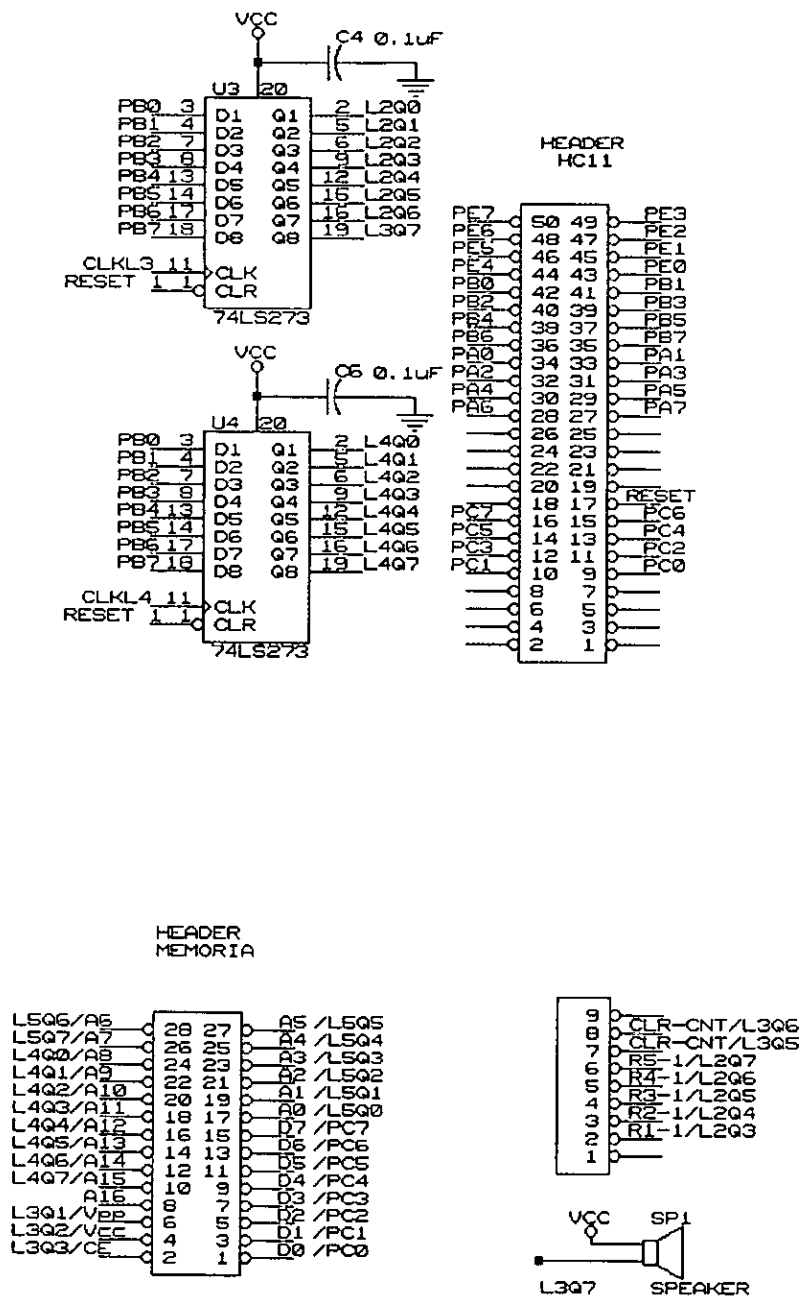 VCC
C4 0.1uF
U3 20
PB0 3 D1 Q1 2 L2Q0
PB1 4 D2 Q2 5 L2Q1
PB2 7 D3 Q3 6 L2Q2
PB3 8 D4 Q4 9 L2Q3
PB4 13 D5 Q5 12 L2Q4
PB5 14 D6 Q6 15 L2Q5
PB6 17 D7 Q7 16 L2Q6
PB7 18 D8 Q8 19 L3Q7
CLKL3 11 CLK
RESET 1 1 CLR
74LS273
VCC
C6 0.1uF
U4 20
PB0 3 D1 Q1 2 L4Q0
PB1 4 D2 Q2 5 L4Q1
PB2 7 D3 Q3 6 L4Q2
PB3 8 D4 Q4 9 L4Q3
PB4 13 D5 Q5 12 L4Q4
PB5 14 D6 Q6 15 L4Q5
PB6 17 D7 Q7 16 L4Q6
PB7 18 D8 Q8 19 L4Q7
CLKL4 11 CLK
RESET 1 1 CLR
74LS273
HEADER
HC11
PE7 50 49 PE3
PE6 48 47 PE2
PE5 46 45 PE1
PE4 44 43 PE0
PB0 42 41 PB1
PB2 40 39 PB3
PB4 38 37 PB5
PB6 36 35 PB7
PA0 34 33 PA1
PA2 32 31 PA3
PA4 30 29 PA5
PA6 28 27 PA7
26 25
24 23
22 21
20 19
18 17 RESET
PC7 16 15 PC6
PC5 14 13 PC4
PC3 12 11 PC2
PC1 10 9 PC0
8 7
6 5
4 3
2 1
HEADER
MEMORIA
L5Q6/A6 28 27 A5 /L5Q5
L5Q7/A7 26 25 A4 /L5Q4
L4Q0/A8 24 23 A3 /L5Q3
L4Q1/A9 22 21 A2 /L5Q2
L4Q2/A10 20 19 A1 /L5Q1
L4Q3/A11 18 17 A0 /L5Q0
L4Q4/A12 16 15 D7 /PC7
L4Q5/A13 14 13 D6 /PC6
L4Q6/A14 12 11 D5 /PC5
L4Q7/A15 10 9 D4 /PC4
A16 8 7 D3 /PC3
L3Q1/Vpp 6 5 D2 /PC2
L3Q2/Vcc 4 3 D1 /PC1
L3Q3/CE 2 1 D0 /PC0
9
8 CLR-CNT/L3Q6
7 CLR-CNT/L3Q5
6 R5-1/L2Q7
5 R4-1/L2Q6
4 R3-1/L2Q5
3 R2-1/L2Q4
2 R1-1/L2Q3
1
VCC SP1
L3Q7 SPEAKER